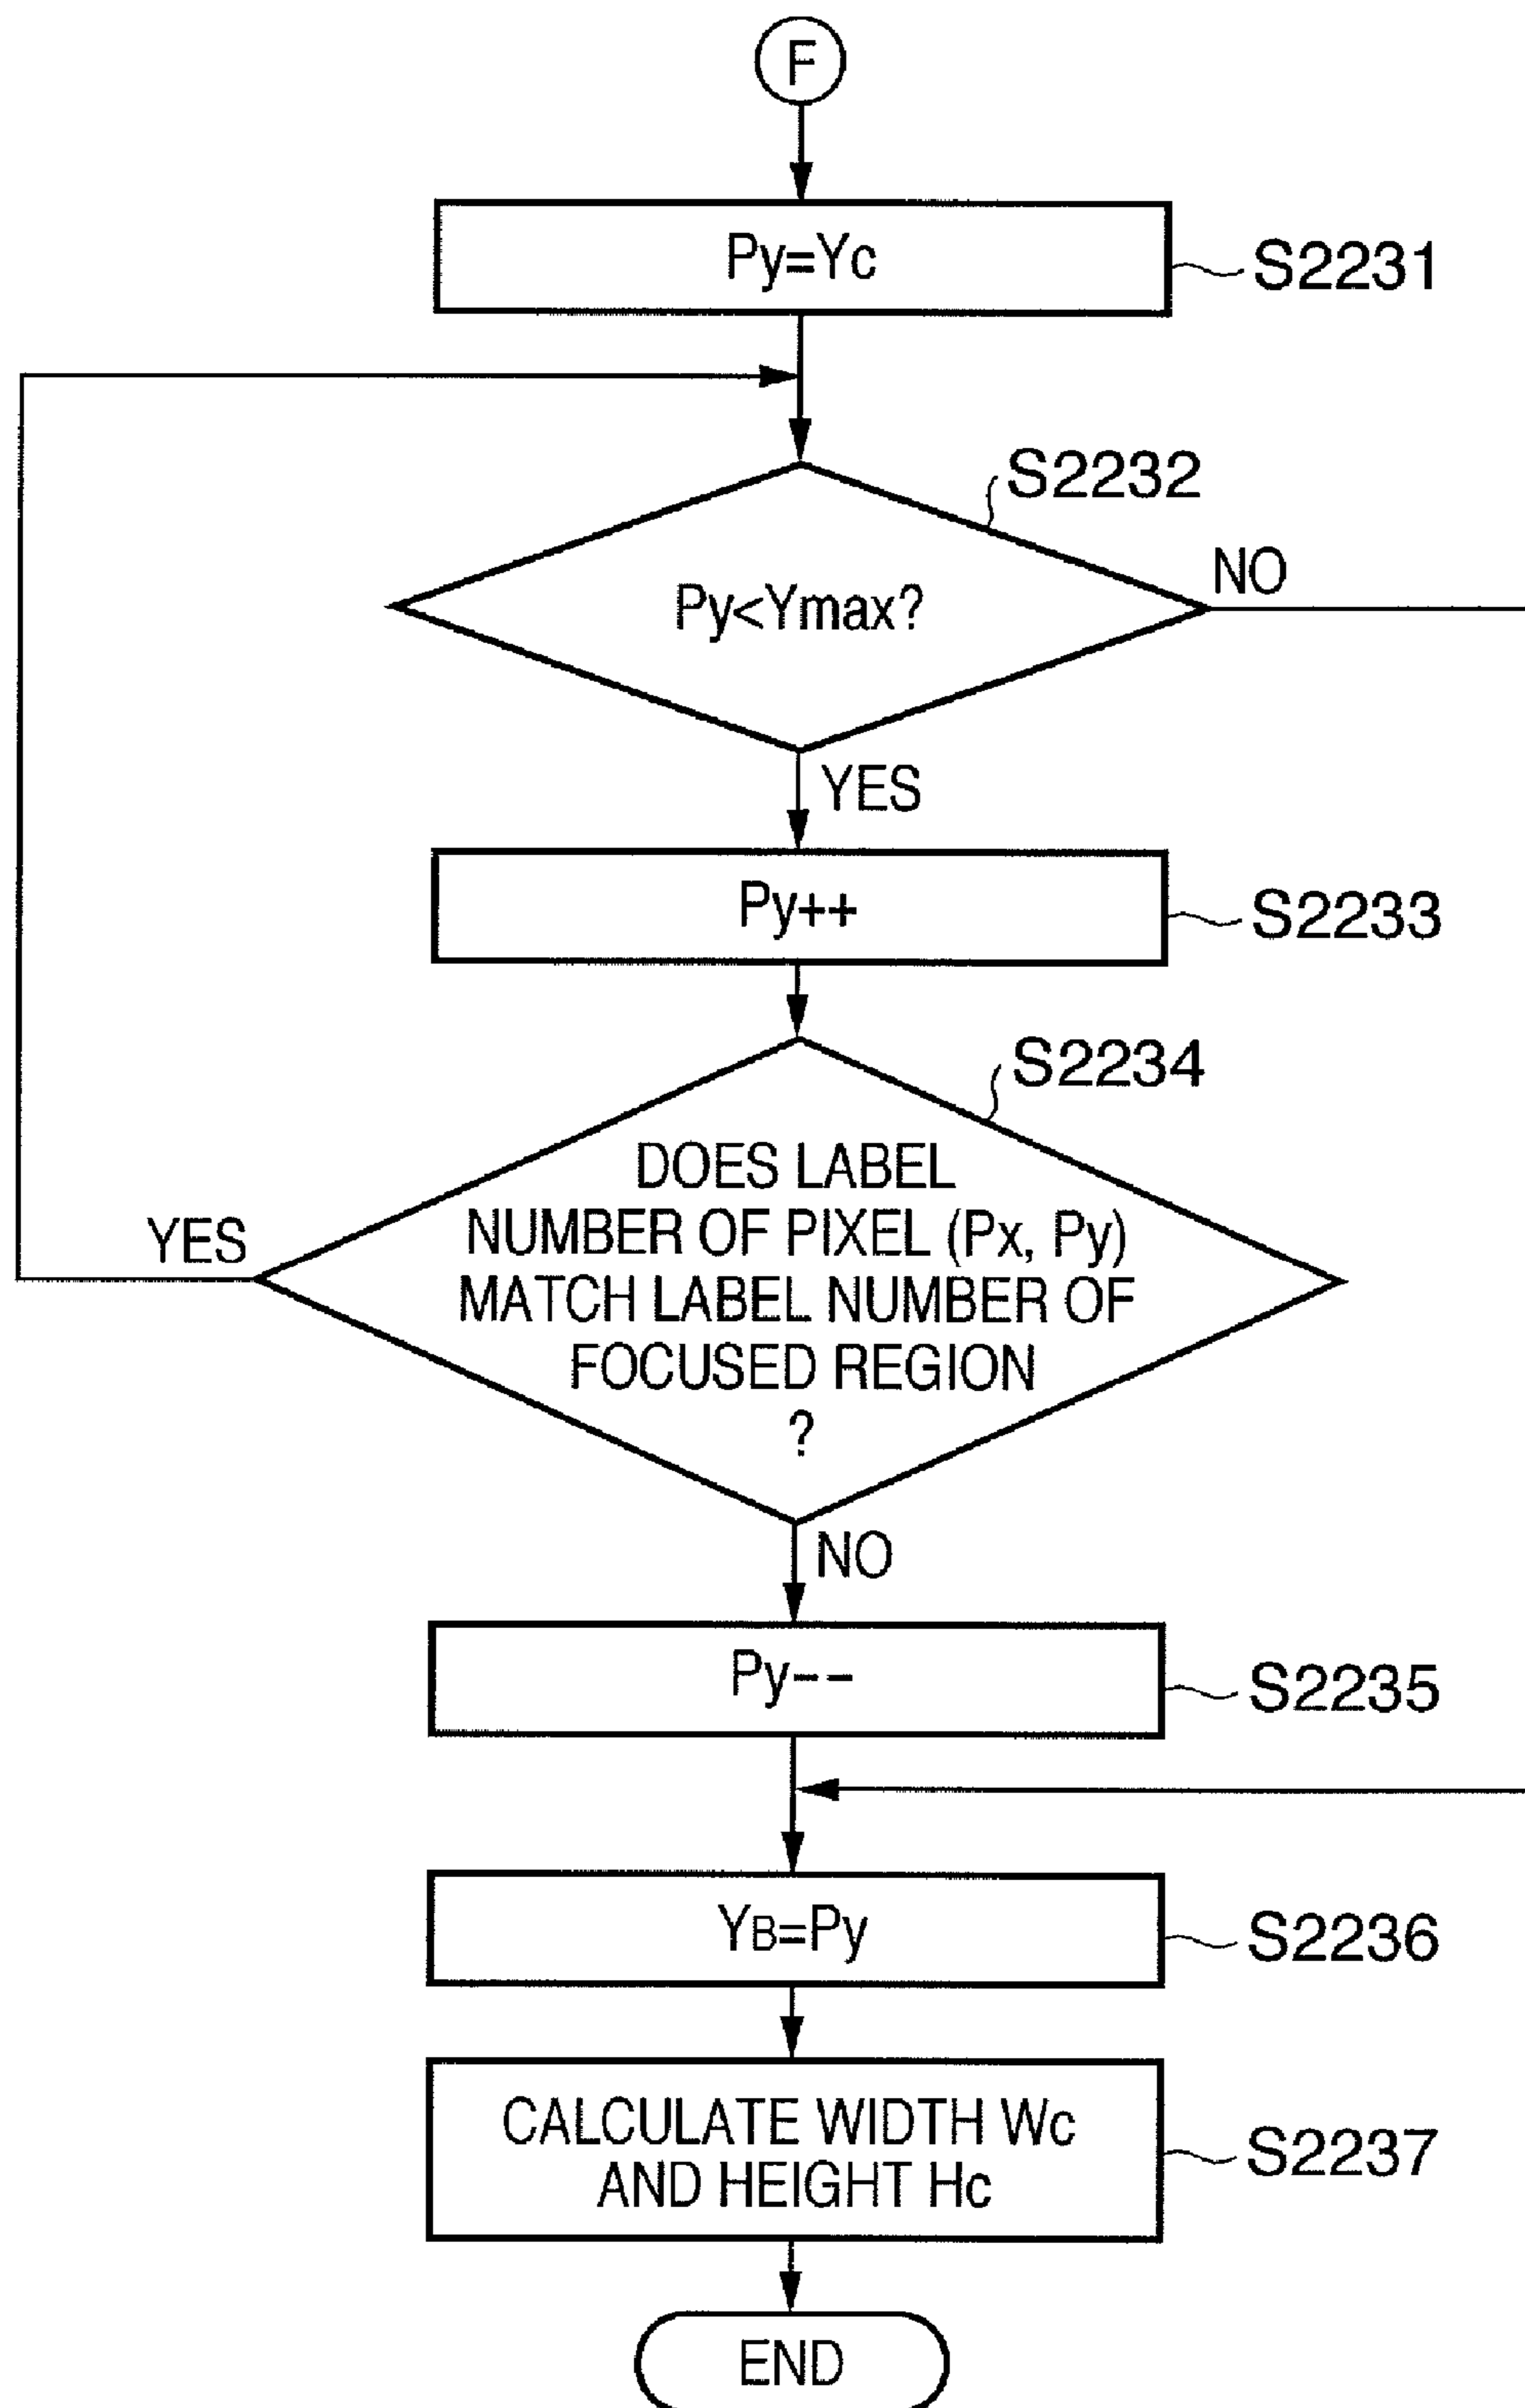 F
Py=Yc
S2231
S2232
Py<Ymax?
NO
YES
Py++
S2233
S2234
DOES LABEL
NUMBER OF PIXEL (Px, Py)
MATCH LABEL NUMBER OF
FOCUSED REGION
?
YES
NO
Py--
S2235
YB=Py
S2236
CALCULATE WIDTH Wc
AND HEIGHT Hc
S2237
END